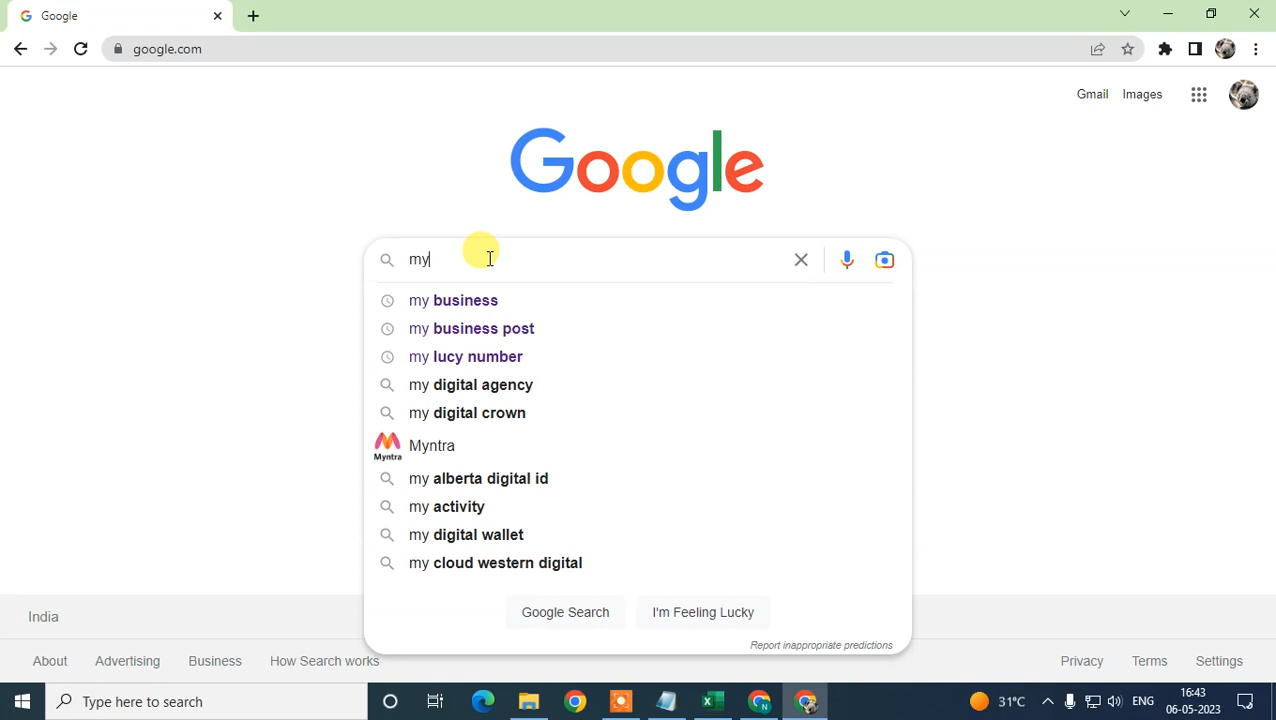 Google
google.com
Gmail Images
Google
my
my business
my business post
my lucy number
my digital agency
my digital crown
Myntra
Myntra
my alberta digital id
my activity
my digital wallet
my cloud western digital
Google Search I'm Feeling Lucky
Report inappropriate predictions
India
About Advertising Business How Search works Privacy Terms Settings
Type here to search 31°C ENG 16:43
06-05-2023